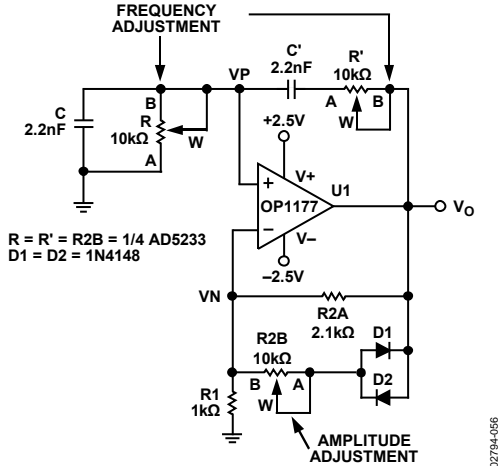 FREQUENCY
ADJUSTMENT
C'
2.2nF
R'
10kΩ
VP
A
B
W
C
2.2nF
B
R
10kΩ
W
A
+2.5V
V+
U1
OP1177
V–
–2.5V
VO
R = R' = R2B = 1/4 AD5233
D1 = D2 = 1N4148
VN
R2A
2.1kΩ
R2B
10kΩ
D1
B
A
W
D2
R1
1kΩ
AMPLITUDE
ADJUSTMENT
02794-056